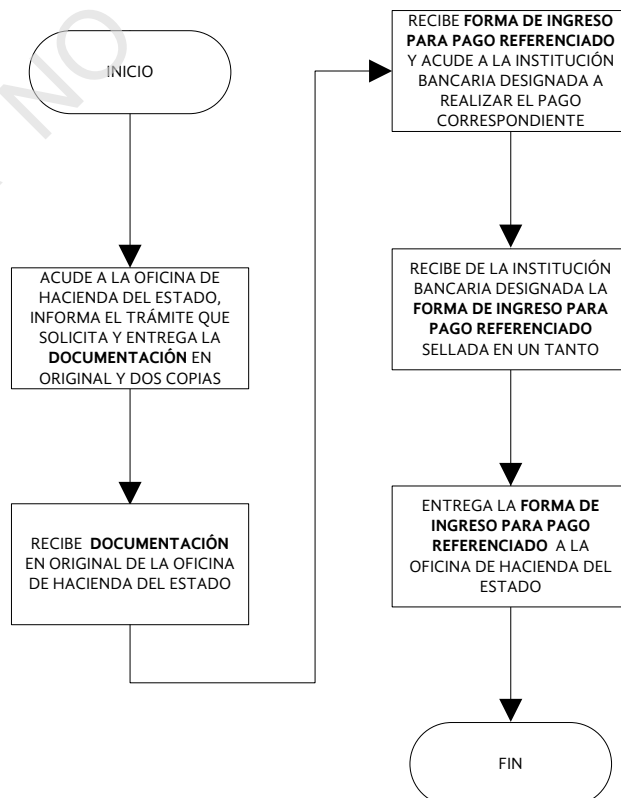 INICIO
ACUDE A LA OFICINA DE
HACIENDA DEL ESTADO,
INFORMA EL TRÁMITE QUE
SOLICITA Y ENTREGA LA
DOCUMENTACIÓN EN
ORIGINAL Y DOS COPIAS
RECIBE DOCUMENTACIÓN
EN ORIGINAL DE LA OFICINA
DE HACIENDA DEL ESTADO
RECIBE FORMA DE INGRESO
PARA PAGO REFERENCIADO
Y ACUDE A LA INSTITUCIÓN
BANCARIA DESIGNADA A
REALIZAR EL PAGO
CORRESPONDIENTE
RECIBE DE LA INSTITUCIÓN
BANCARIA DESIGNADA LA
FORMA DE INGRESO PARA
PAGO REFERENCIADO
SELLADA EN UN TANTO
ENTREGA LA FORMA DE
INGRESO PARA PAGO
REFERENCIADO A LA
OFICINA DE HACIENDA DEL
ESTADO
FIN
NO